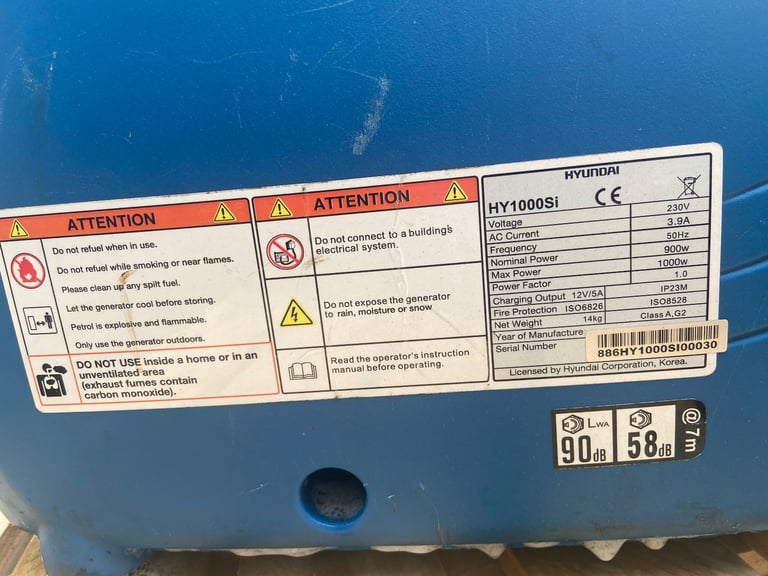 ATTENTION
Do not refuel when in use.
Do not refuel while smoking or near flames.
Please clean up any spilt fuel.
Let the generator cool before storing.
Petrol is explosive and flammable.
Only use the generator outdoors.
DO NOT USE inside a home or in an
unventilated area
(exhaust fumes contain
carbon monoxide).
ATTENTION
Do not connect to a building's
electrical system.
Do not expose the generator
to rain, moisture or snow
Read the operator's instruction
manual before operating.
HYUNDAI
HY1000Si CE
Voltage 230V
AC Current 3.9A
Frequency 50Hz
Nominal Power 900w
Max Power 1000w
Power Factor 1.0
Charging Output 12V/5A IP23M
Fire Protection ISO6826 ISO8528
Net Weight 14kg Class A,G2
Year of Manufacture
Serial Number
886HY1000SI00030
Licensed by Hyundai Corporation, Korea.
LWA
90dB
58dB
@7m